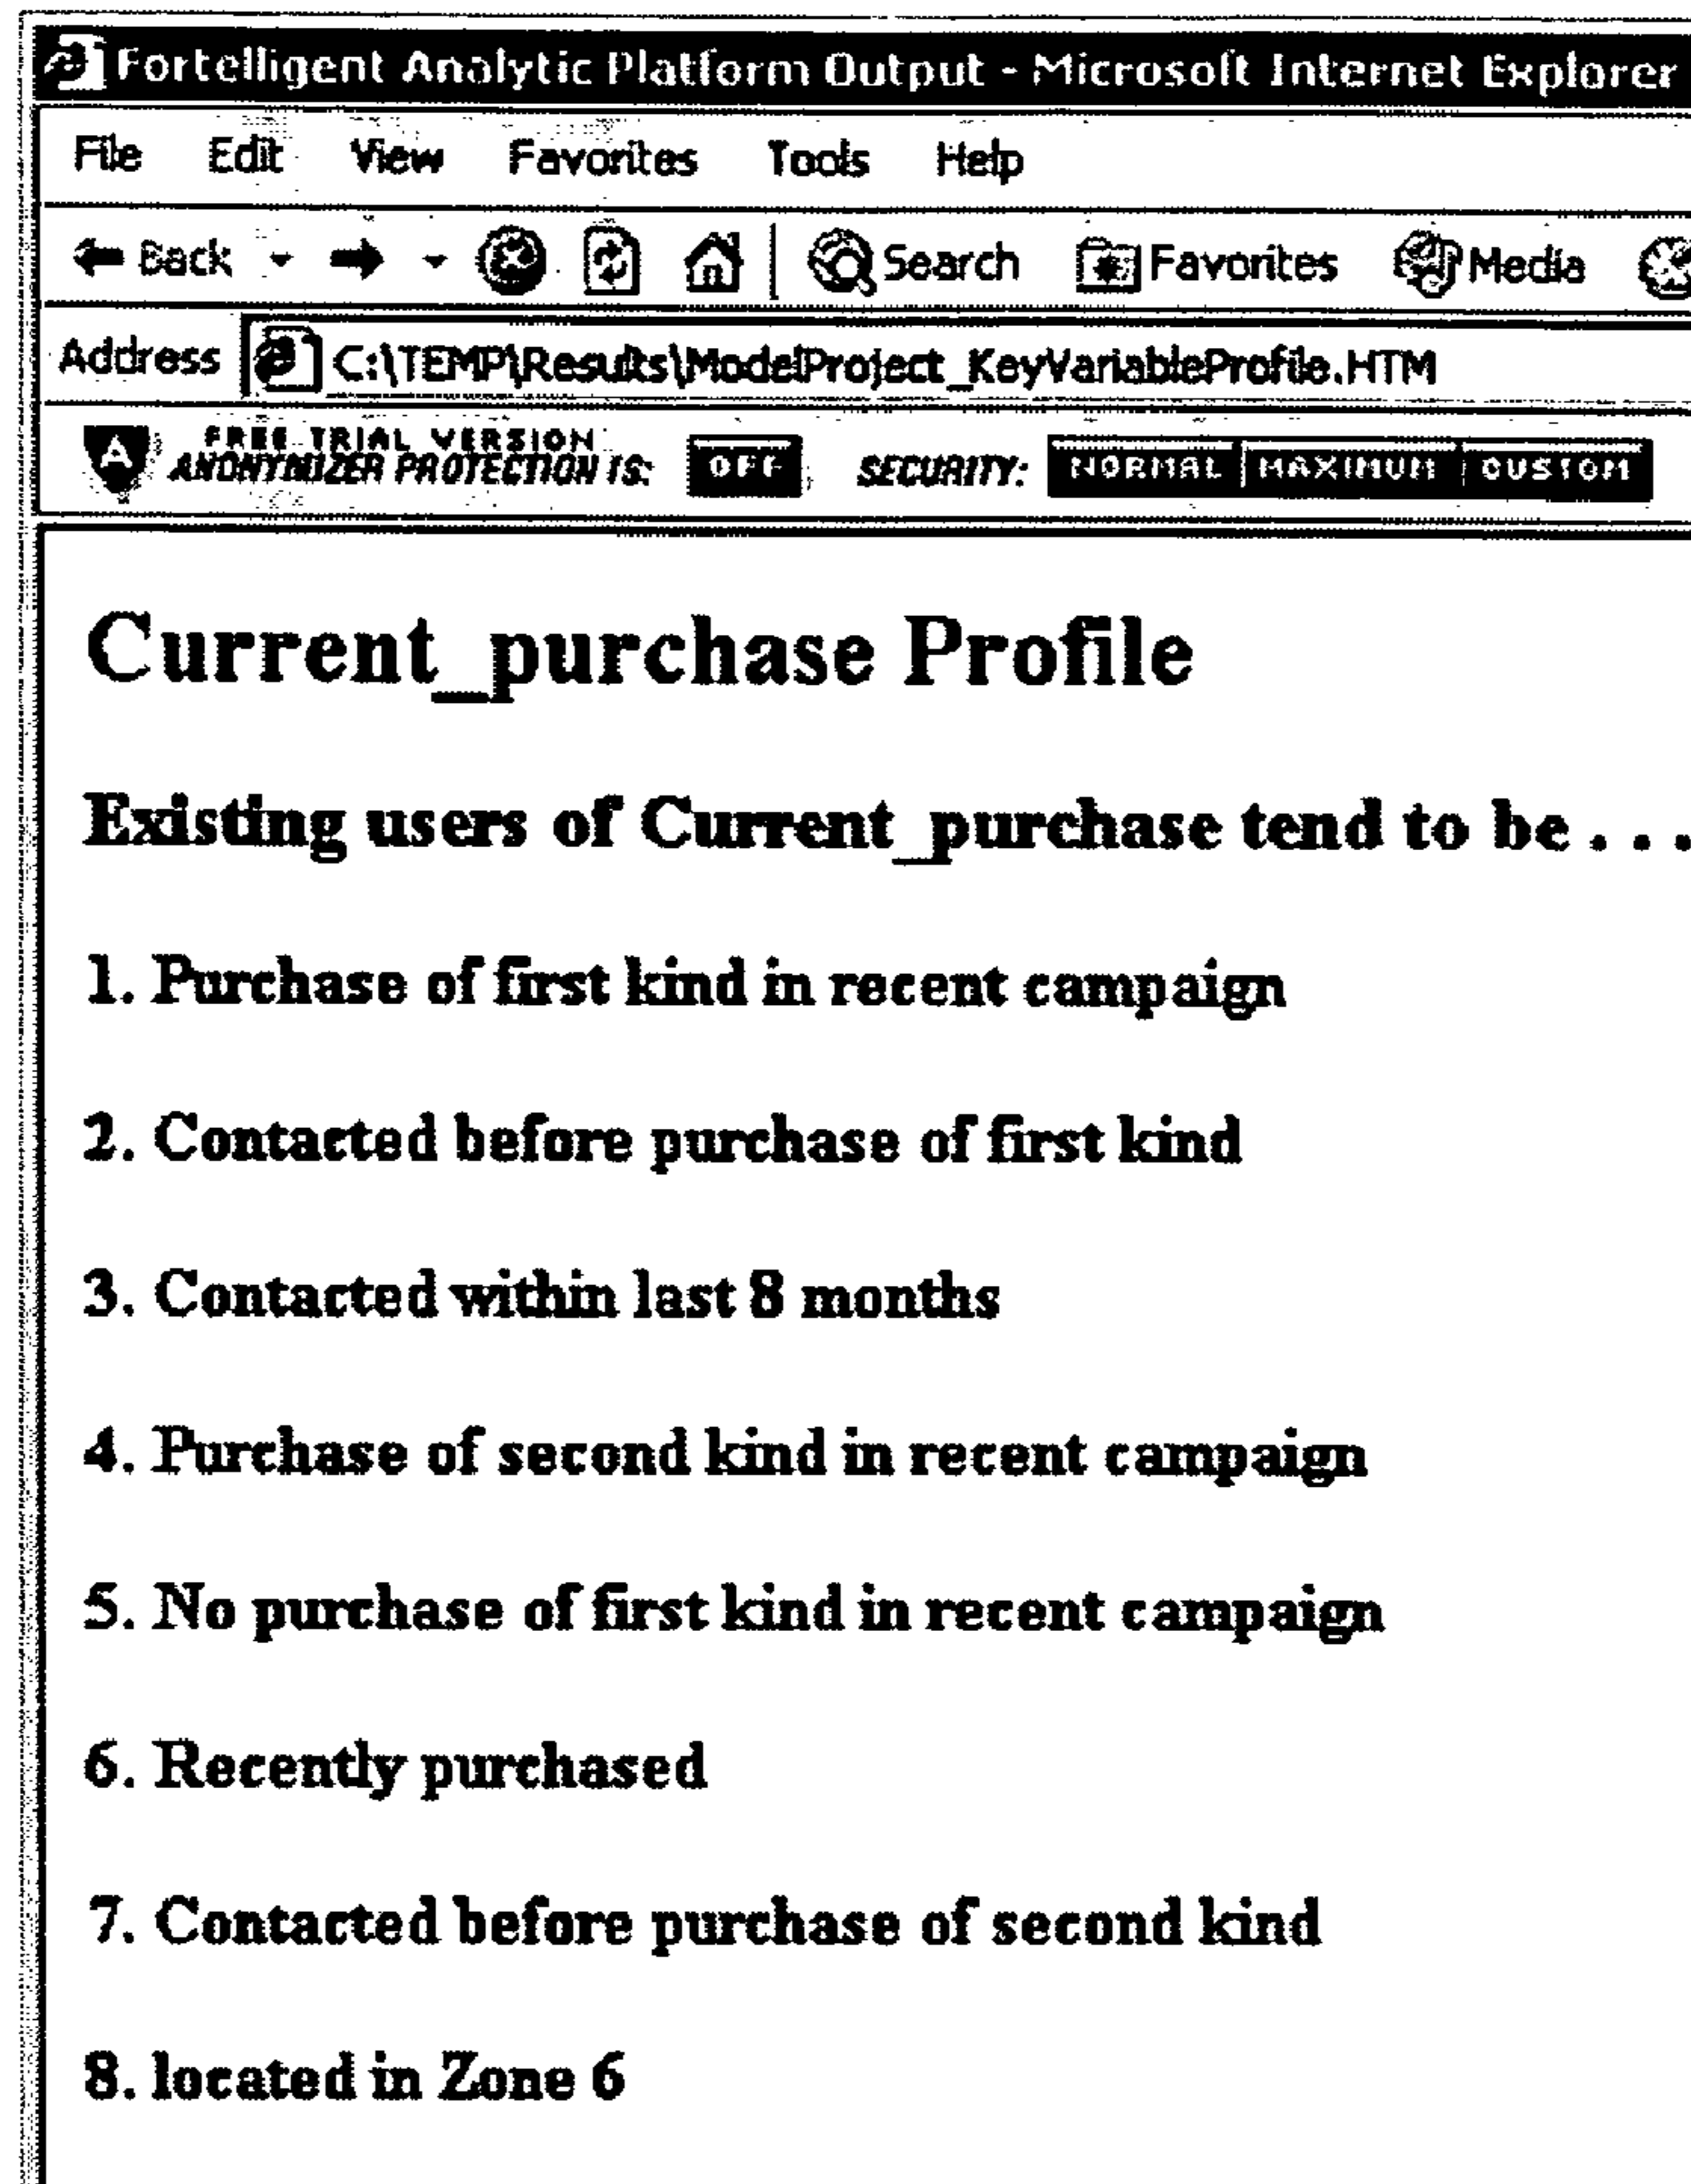 Fortelligent Analytic Platform Output - Microsoft Internet Explorer
File Edit View Favorites Tools Help
Back Search Favorites Media
Address C:\TEMP\Results\ModelProject_KeyVariableProfile.HTM
FREE TRIAL VERSION
ANONYMIZER PROTECTION IS: OFF SECURITY: NORMAL MAXIMUM CUSTOM
Current_purchase Profile
Existing users of Current_purchase tend to be . . .
1. Purchase of first kind in recent campaign
2. Contacted before purchase of first kind
3. Contacted within last 8 months
4. Purchase of second kind in recent campaign
5. No purchase of first kind in recent campaign
6. Recently purchased
7. Contacted before purchase of second kind
8. located in Zone 6